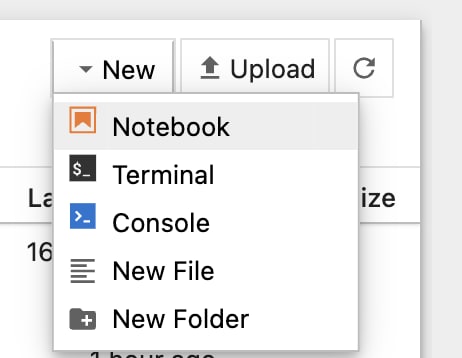 New Upload
Notebook
$_ Terminal
Console
New File
New Folder
La
ize
16
1 hour ago